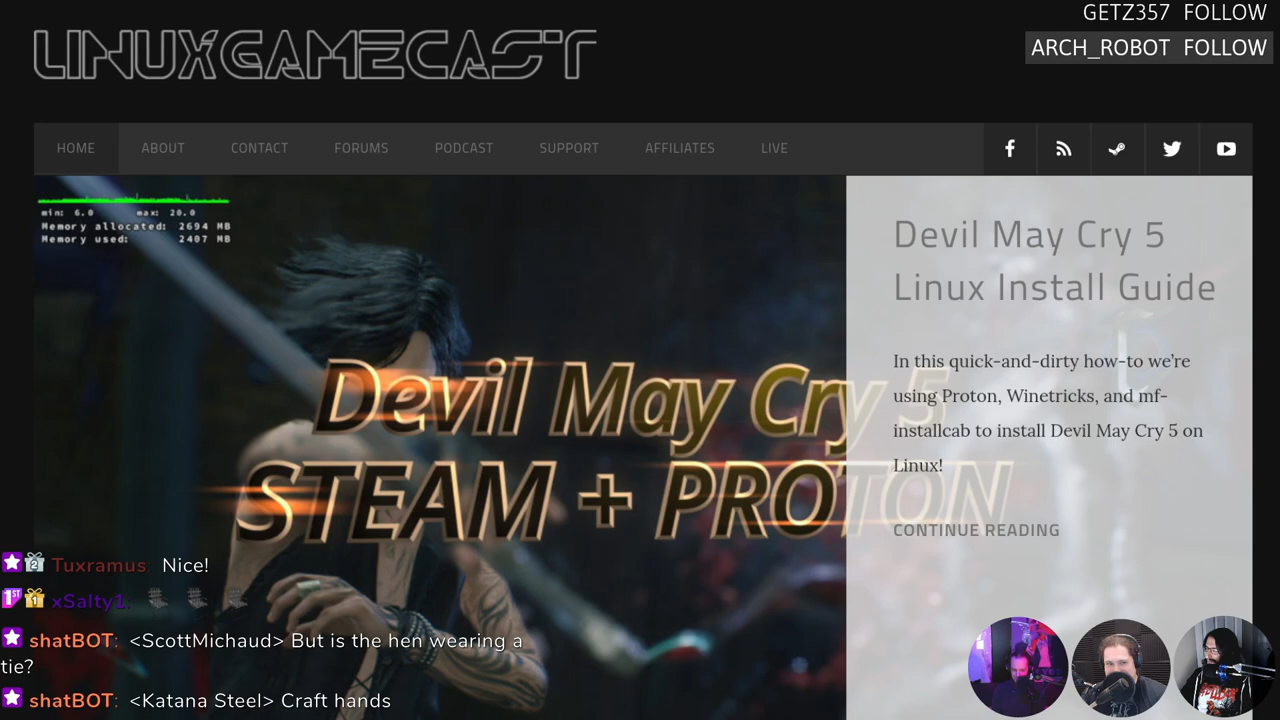 GETZ357 FOLLOW
LINUXGAMECAST
ARCH_ROBOT FOLLOW
HOME ABOUT CONTACT FORUMS PODCAST SUPPORT AFFILIATES LIVE
min: 6.0 max: 20.0
Memory allocated: 2694 MB
Memory used: 2407 MB
Devil May Cry 5
Linux Install Guide
In this quick-and-dirty how-to we're
using Proton, Winetricks, and mf-
installcab to install Devil May Cry 5 on
Linux!
CONTINUE READING
Devil May Cry 5
STEAM + PROTON
2 Tuxramus: Nice!
1ST 1 xSalty1:
shatBOT: <ScottMichaud> But is the hen wearing a
tie?
shatBOT: <Katana Steel> Craft hands